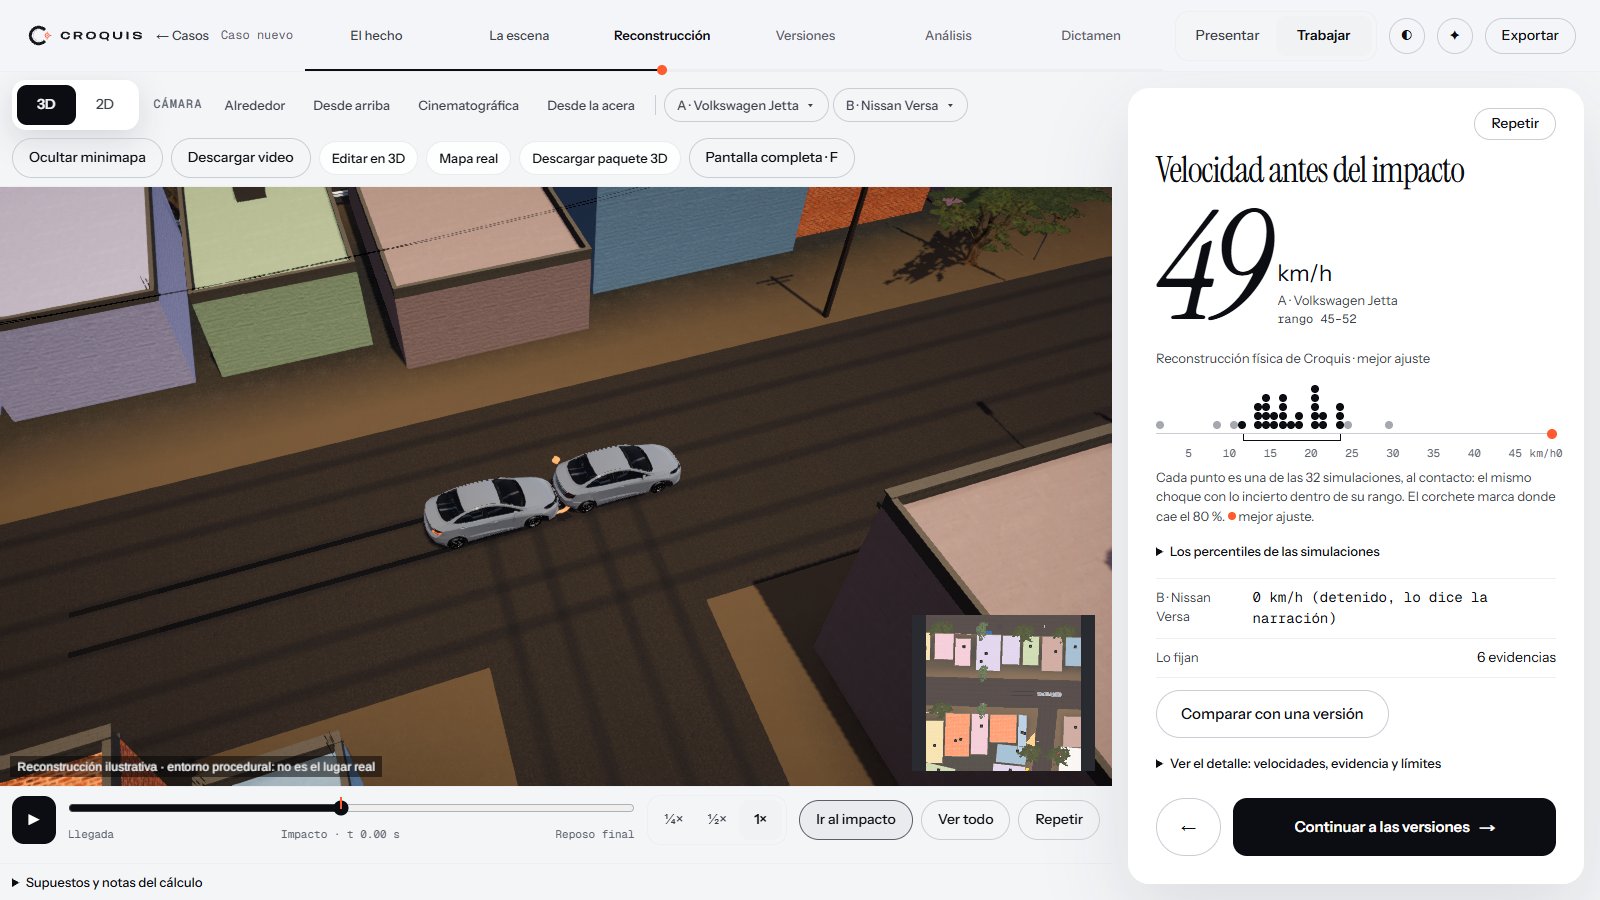 CROQUIS
← Casos
Caso nuevo
El hecho
La escena
Reconstrucción
Versiones
Análisis
Dictamen
Presentar
Trabajar
Exportar
3D
2D
CÁMARA
Alrededor
Desde arriba
Cinematográfica
Desde la acera
A · Volkswagen Jetta
B · Nissan Versa
Ocultar minimapa
Descargar video
Editar en 3D
Mapa real
Descargar paquete 3D
Pantalla completa · F
Reconstrucción ilustrativa · entorno procedural: no es el lugar real
Llegada
Impacto · t 0.00 s
Reposo final
¼×
½×
1×
Ir al impacto
Ver todo
Repetir
Supuestos y notas del cálculo
Repetir
Velocidad antes del impacto
49 km/h
A · Volkswagen Jetta
rango 45–52
Reconstrucción física de Croquis · mejor ajuste
5 10 15 20 25 30 35 40 45 km/h0
Cada punto es una de las 32 simulaciones, al contacto: el mismo
choque con lo incierto dentro de su rango. El corchete marca donde
cae el 80 %. mejor ajuste.
Los percentiles de las simulaciones
B · Nissan
Versa
0 km/h (detenido, lo dice la
narración)
Lo fijan
6 evidencias
Comparar con una versión
Ver el detalle: velocidades, evidencia y límites
←
Continuar a las versiones →